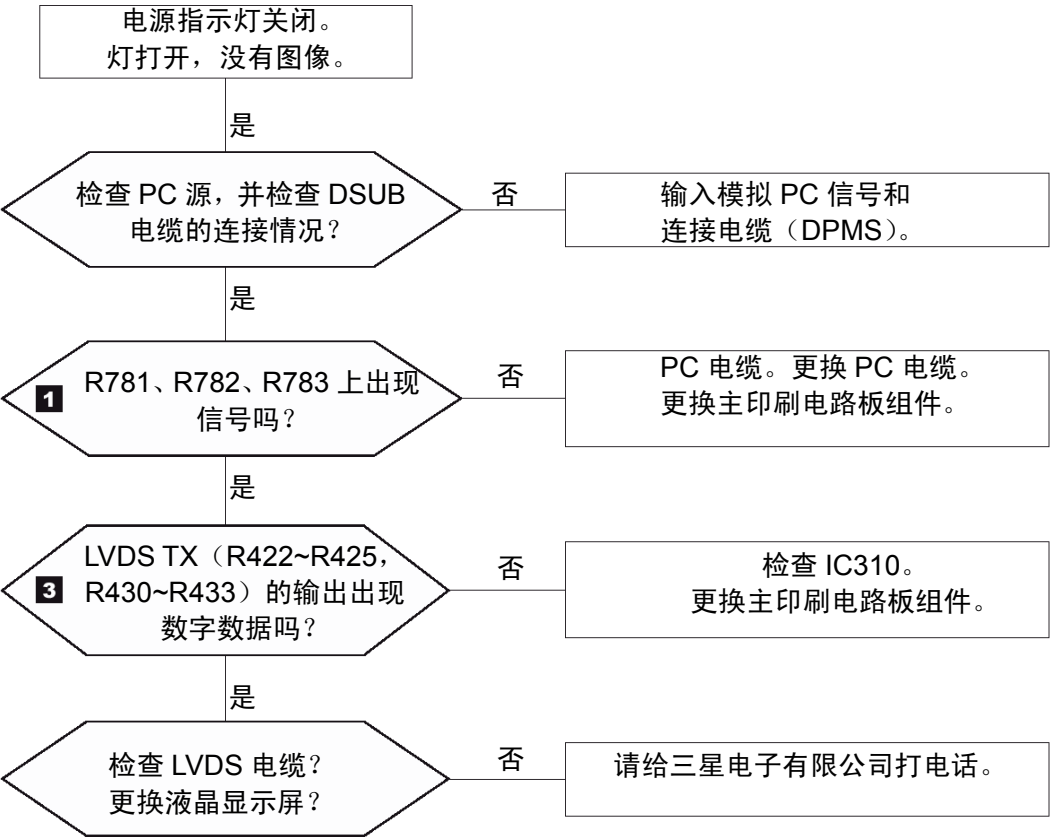 电源指示灯关闭。
灯打开，没有图像。
是
检查 PC 源，并检查 DSUB
电缆的连接情况？
否
输入模拟 PC 信号和
连接电缆（DPMS）。
是
1
R781、R782、R783 上出现
信号吗？
否
PC 电缆。更换 PC 电缆。
更换主印刷电路板组件。
是
3
LVDS TX（R422~R425，
R430~R433）的输出出现
数字数据吗？
否
检查 IC310。
更换主印刷电路板组件。
是
检查 LVDS 电缆？
更换液晶显示屏？
否
请给三星电子有限公司打电话。